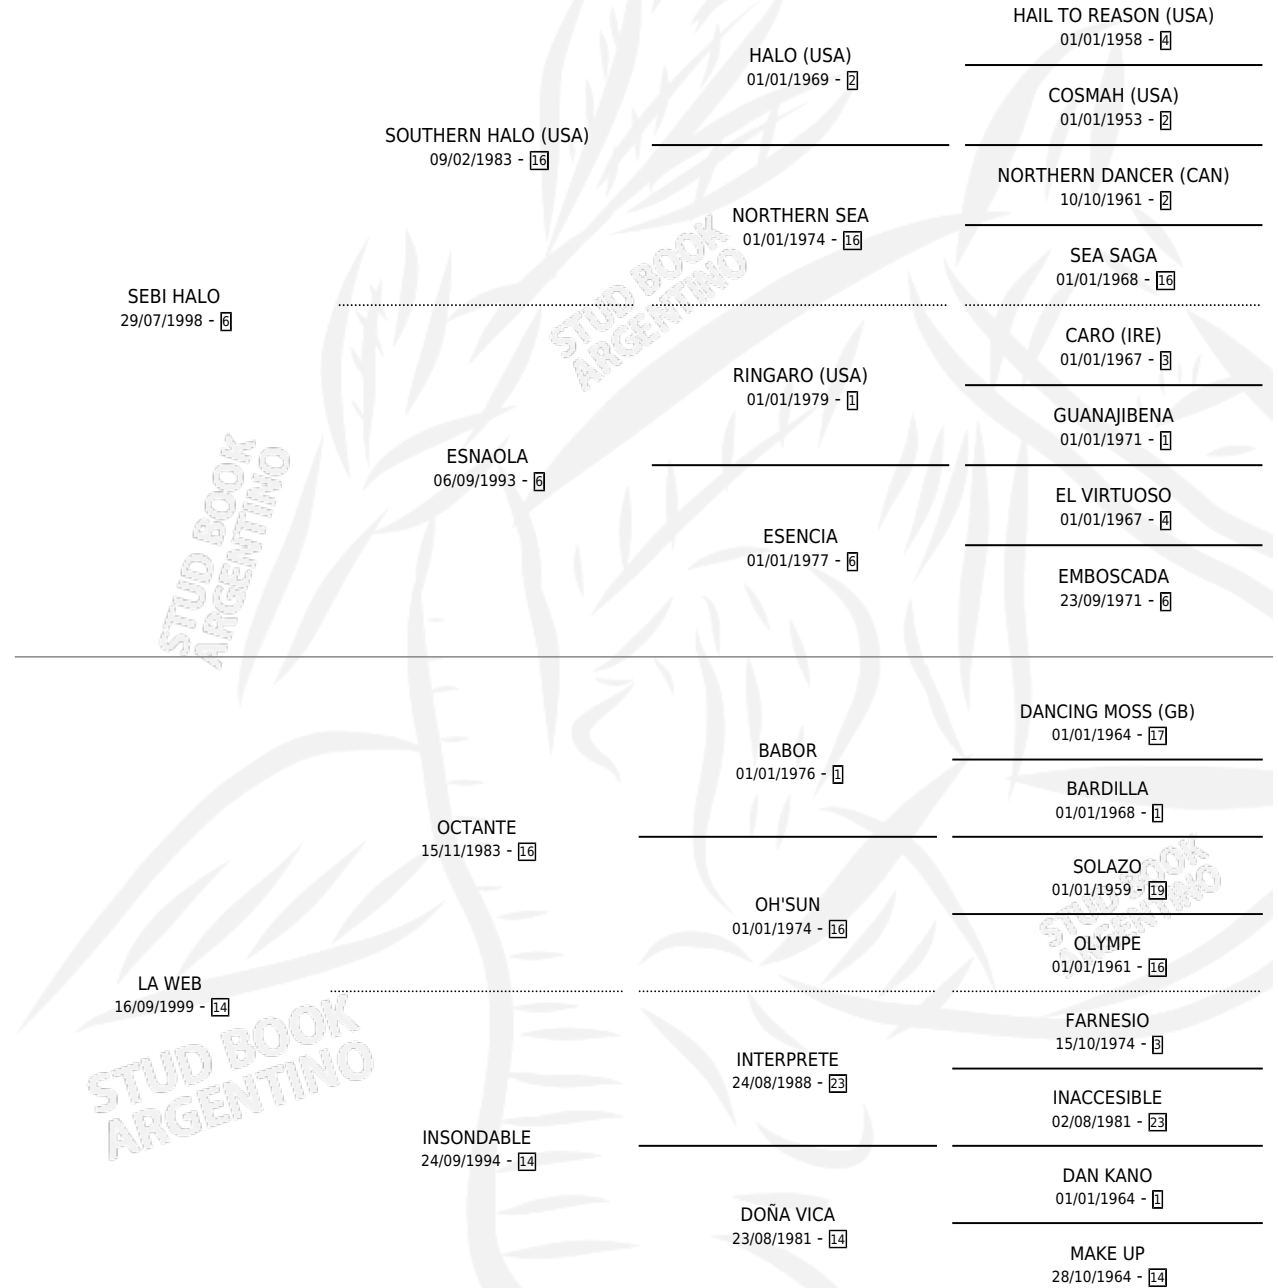 HAIL TO REASON (USA)
01/01/1958 - 4
HALO (USA)
01/01/1969 - 2
COSMAH (USA)
01/01/1953 - 2
SOUTHERN HALO (USA)
09/02/1983 - 16
NORTHERN DANCER (CAN)
10/10/1961 - 2
NORTHERN SEA
01/01/1974 - 16
SEA SAGA
01/01/1968 - 16
SEBI HALO
29/07/1998 - 6
CARO (IRE)
01/01/1967 - 3
RINGARO (USA)
01/01/1979 - 1
GUANAJIBENA
01/01/1971 - 1
ESNAOLA
06/09/1993 - 6
EL VIRTUOSO
01/01/1967 - 4
ESENCIA
01/01/1977 - 6
EMBOSCADA
23/09/1971 - 6
STUD BOOK
ARGENTINO
STUD BOOK
ARGENTINO
DANCING MOSS (GB)
01/01/1964 - 17
BABOR
01/01/1976 - 1
BARDILLA
01/01/1968 - 1
OCTANTE
15/11/1983 - 16
SOLAZO
01/01/1959 - 19
OH'SUN
01/01/1974 - 16
OLYMPE
01/01/1961 - 16
LA WEB
16/09/1999 - 14
FARNESIO
15/10/1974 - 3
INTERPRETE
24/08/1988 - 23
INACCESIBLE
02/08/1981 - 23
INSONDABLE
24/09/1994 - 14
DAN KANO
01/01/1964 - 1
DOÑA VICA
23/08/1981 - 14
MAKE UP
28/10/1964 - 14
STUD BOOK
ARGENTINO
STUD BOOK
ARGENTINO